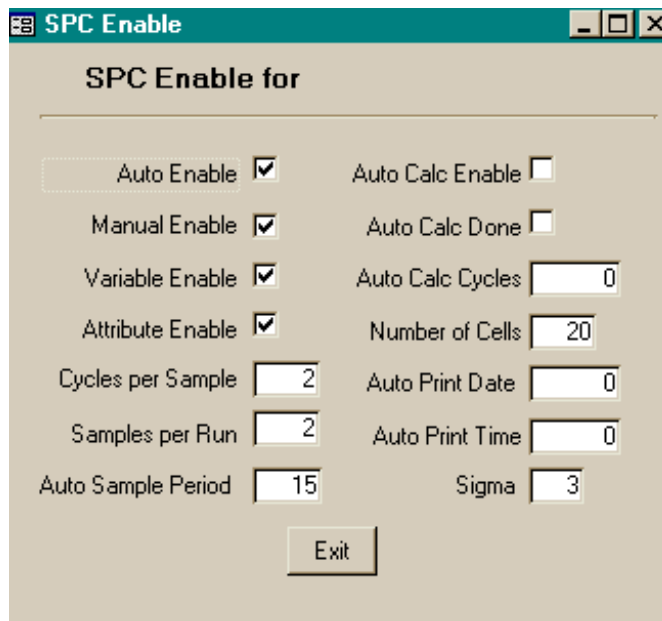 SPC Enable
SPC Enable for
Auto Enable
Manual Enable
Variable Enable
Attribute Enable
Cycles per Sample 2
Samples per Run 2
Auto Sample Period 15
Auto Calc Enable
Auto Calc Done
Auto Calc Cycles 0
Number of Cells 20
Auto Print Date 0
Auto Print Time 0
Sigma 3
Exit